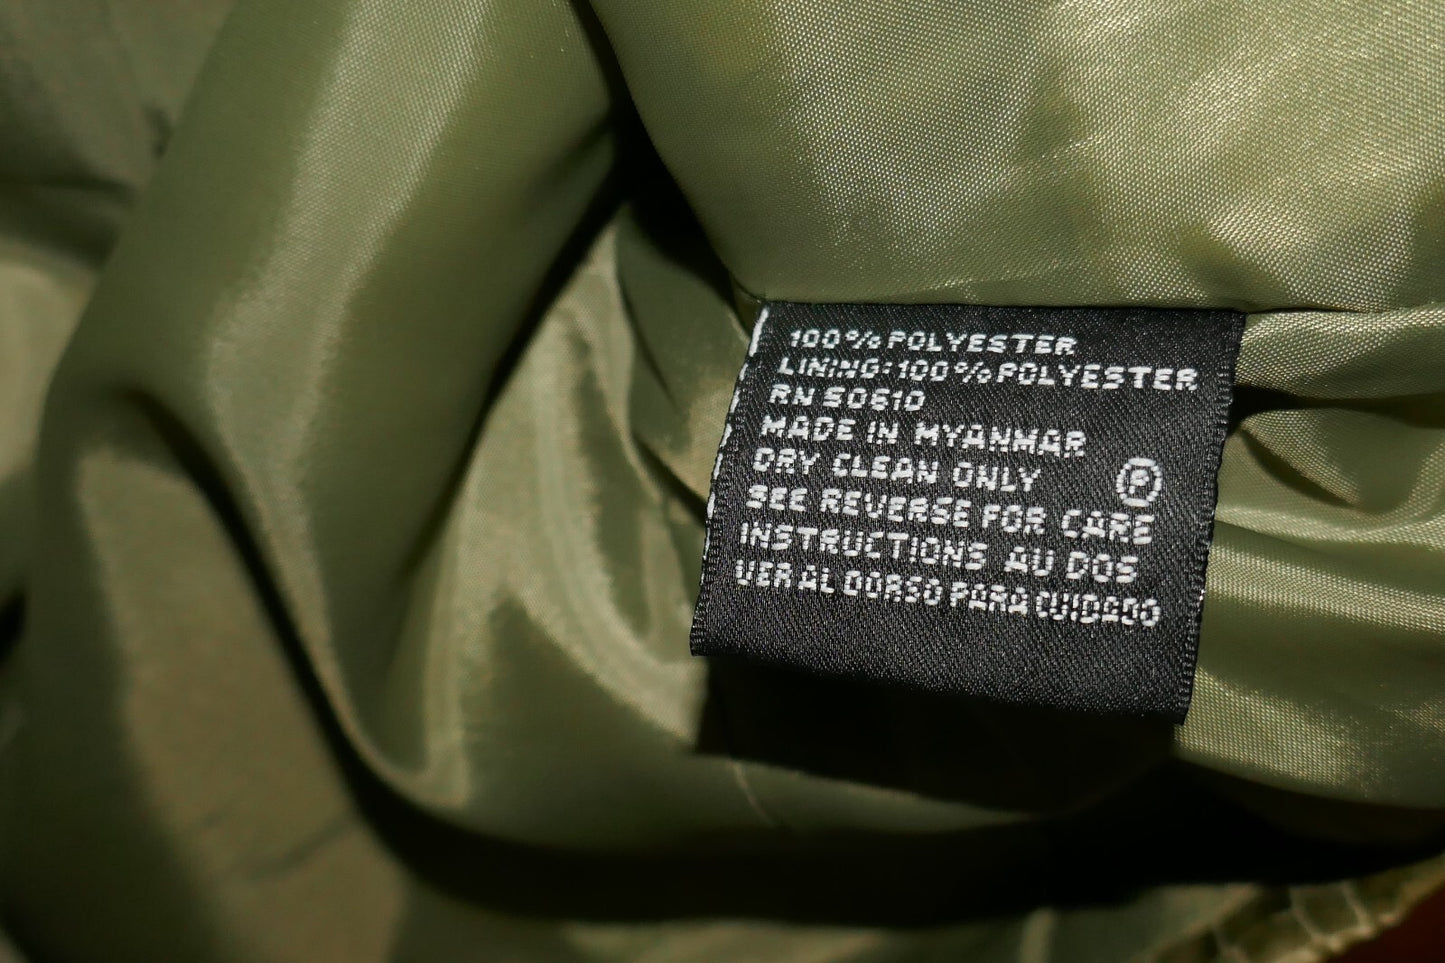 100% POLYESTER
LINING: 100% POLYESTER
RN 50610
MADE IN MYANMAR
DRY CLEAN ONLY
P
SEE REVERSE FOR CARE
INSTRUCTIONS AU DOS
VER AL DORSO PARA CUIDADO